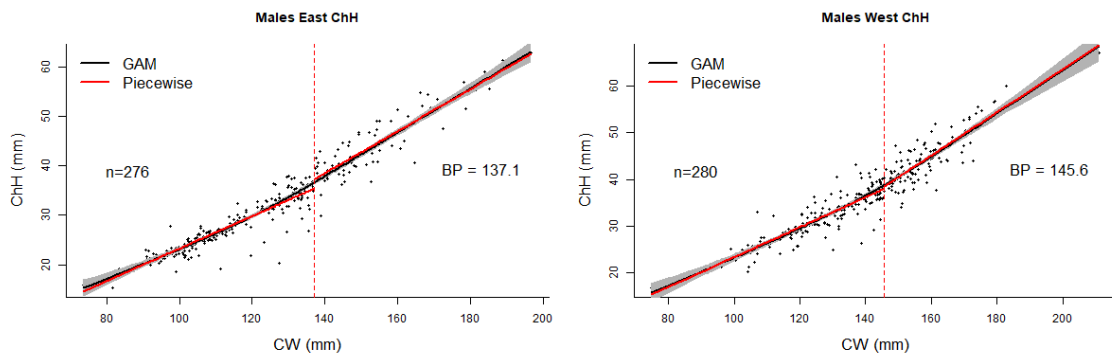 Males East ChH
GAM
Piecewise
n=276
BP = 137.1
ChH (mm)
60
50
40
30
20
80
100
120
140
160
180
200
CW (mm)
Males West ChH
GAM
Piecewise
n=280
BP = 145.6
ChH (mm)
60
50
40
30
20
80
100
120
140
160
180
200
CW (mm)